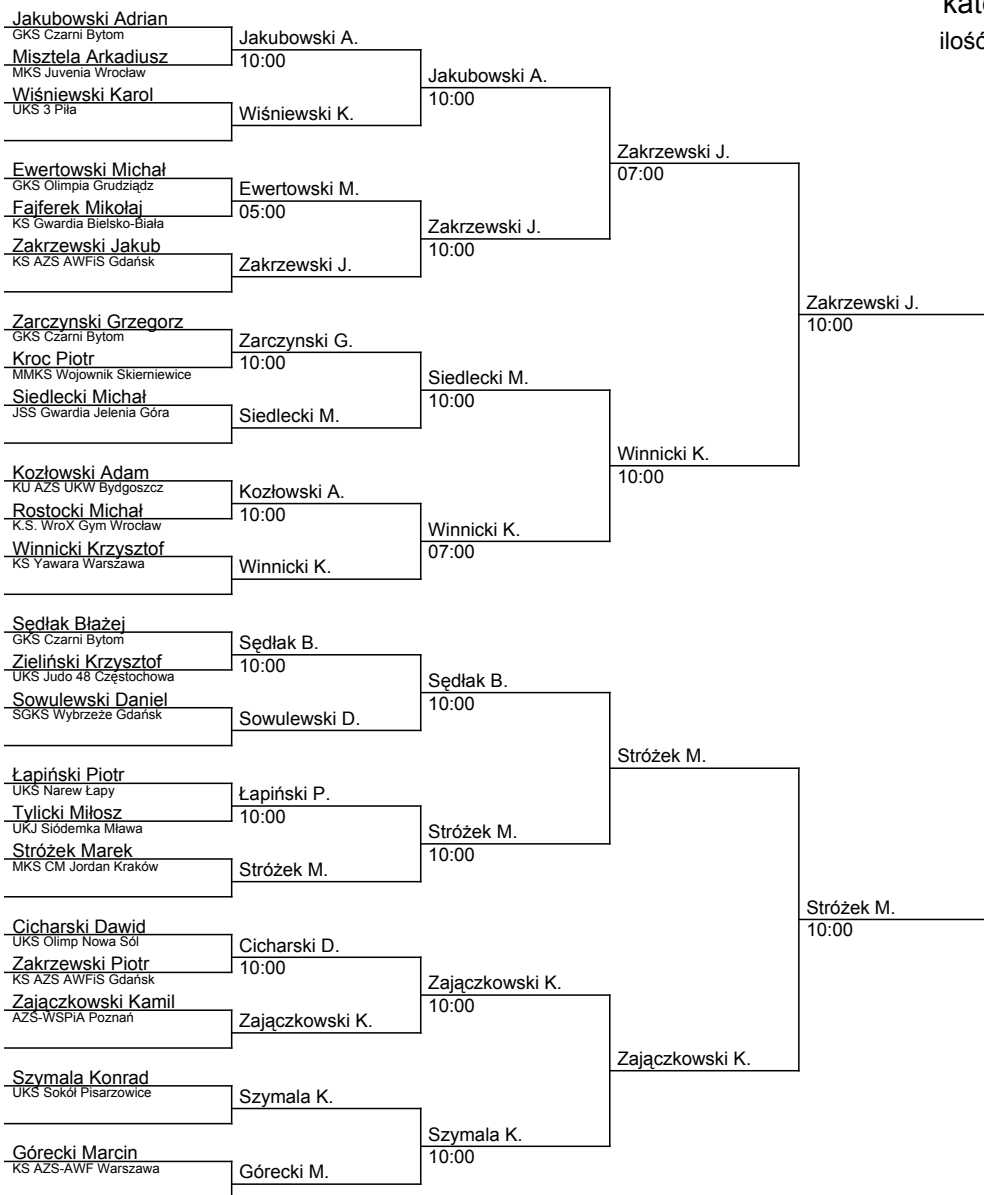 kat
ilość
Jakubowski Adrian
GKS Czarni Bytom
Misztela Arkadiusz
MKS Juvenia Wrocław
Wiśniewski Karol
UKS 3 Piła
Ewertowski Michał
GKS Olimpia Grudziądz
Fajferek Mikołaj
KS Gwardia Bielsko-Biała
Zakrzewski Jakub
KS AZS AWFiS Gdańsk
Zarczynski Grzegorz
GKS Czarni Bytom
Kroc Piotr
MMKS Wojownik Skierniewice
Siedlecki Michał
JSS Gwardia Jelenia Góra
Kozłowski Adam
KU AZS UKW Bydgoszcz
Rostocki Michał
K.S. WroX Gym Wrocław
Winnicki Krzysztof
KS Yawara Warszawa
Sędłak Błażej
GKS Czarni Bytom
Zieliński Krzysztof
UKS Judo 48 Częstochowa
Sowulewski Daniel
SGKS Wybrzeże Gdańsk
Łapiński Piotr
UKS Narew Łapy
Tylicki Miłosz
UKJ Siódemka Mława
Stróżek Marek
MKS CM Jordan Kraków
Cicharski Dawid
UKS Olimp Nowa Sól
Zakrzewski Piotr
KS AZS AWFiS Gdańsk
Zajączkowski Kamil
AZS-WSPiA Poznań
Szymala Konrad
UKS Sokół Pisarzowice
Górecki Marcin
KS AZS-AWF Warszawa
Jakubowski A.
10:00
Wiśniewski K.
Ewertowski M.
05:00
Zakrzewski J.
Zarczynski G.
10:00
Siedlecki M.
Kozłowski A.
10:00
Winnicki K.
Sędłak B.
10:00
Sowulewski D.
Łapiński P.
10:00
Stróżek M.
Cicharski D.
10:00
Zajączkowski K.
Szymala K.
Górecki M.
Jakubowski A.
10:00
Zakrzewski J.
10:00
Siedlecki M.
10:00
Winnicki K.
07:00
Sędłak B.
10:00
Stróżek M.
10:00
Zajączkowski K.
10:00
Szymala K.
10:00
Zakrzewski J.
07:00
Winnicki K.
10:00
Stróżek M.
Zajączkowski K.
Zakrzewski J.
10:00
Stróżek M.
10:00